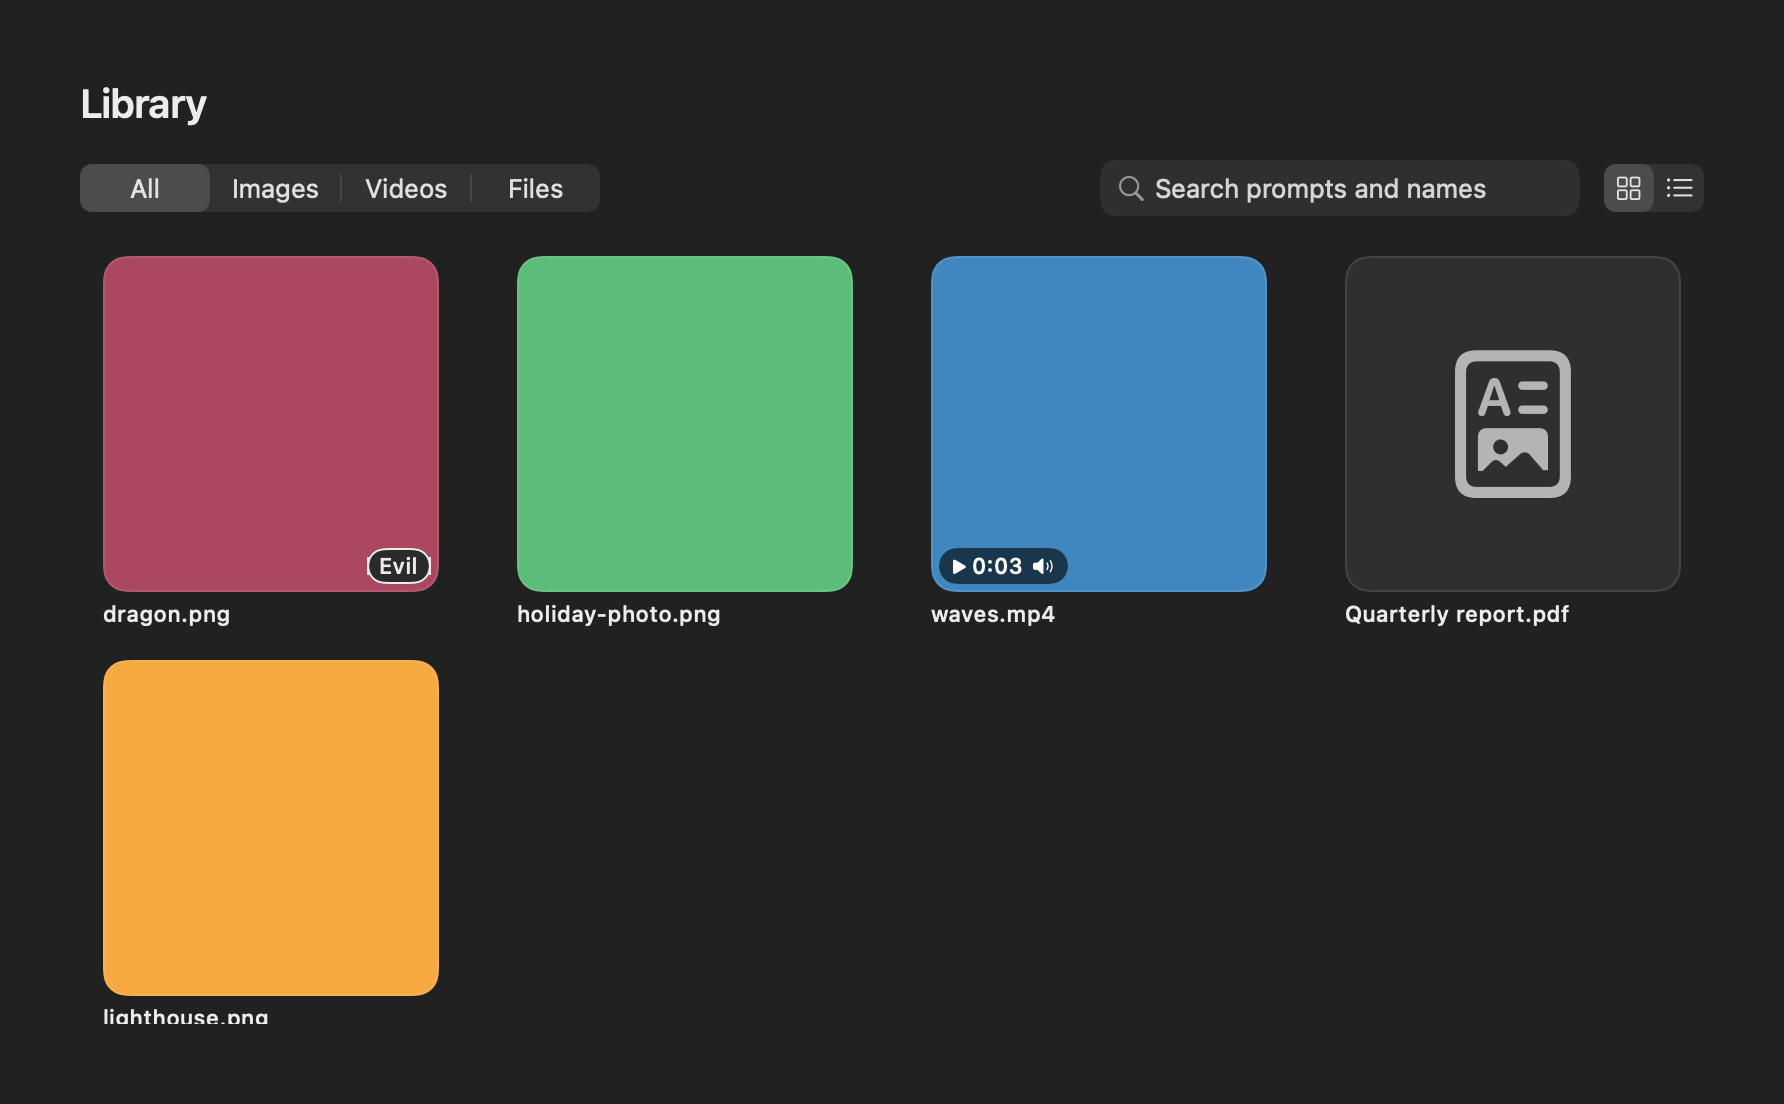 Library
All Images Videos Files
Search prompts and names
Evil
0:03
dragon.png
holiday-photo.png
waves.mp4
A
Quarterly report.pdf
lighthouse.png